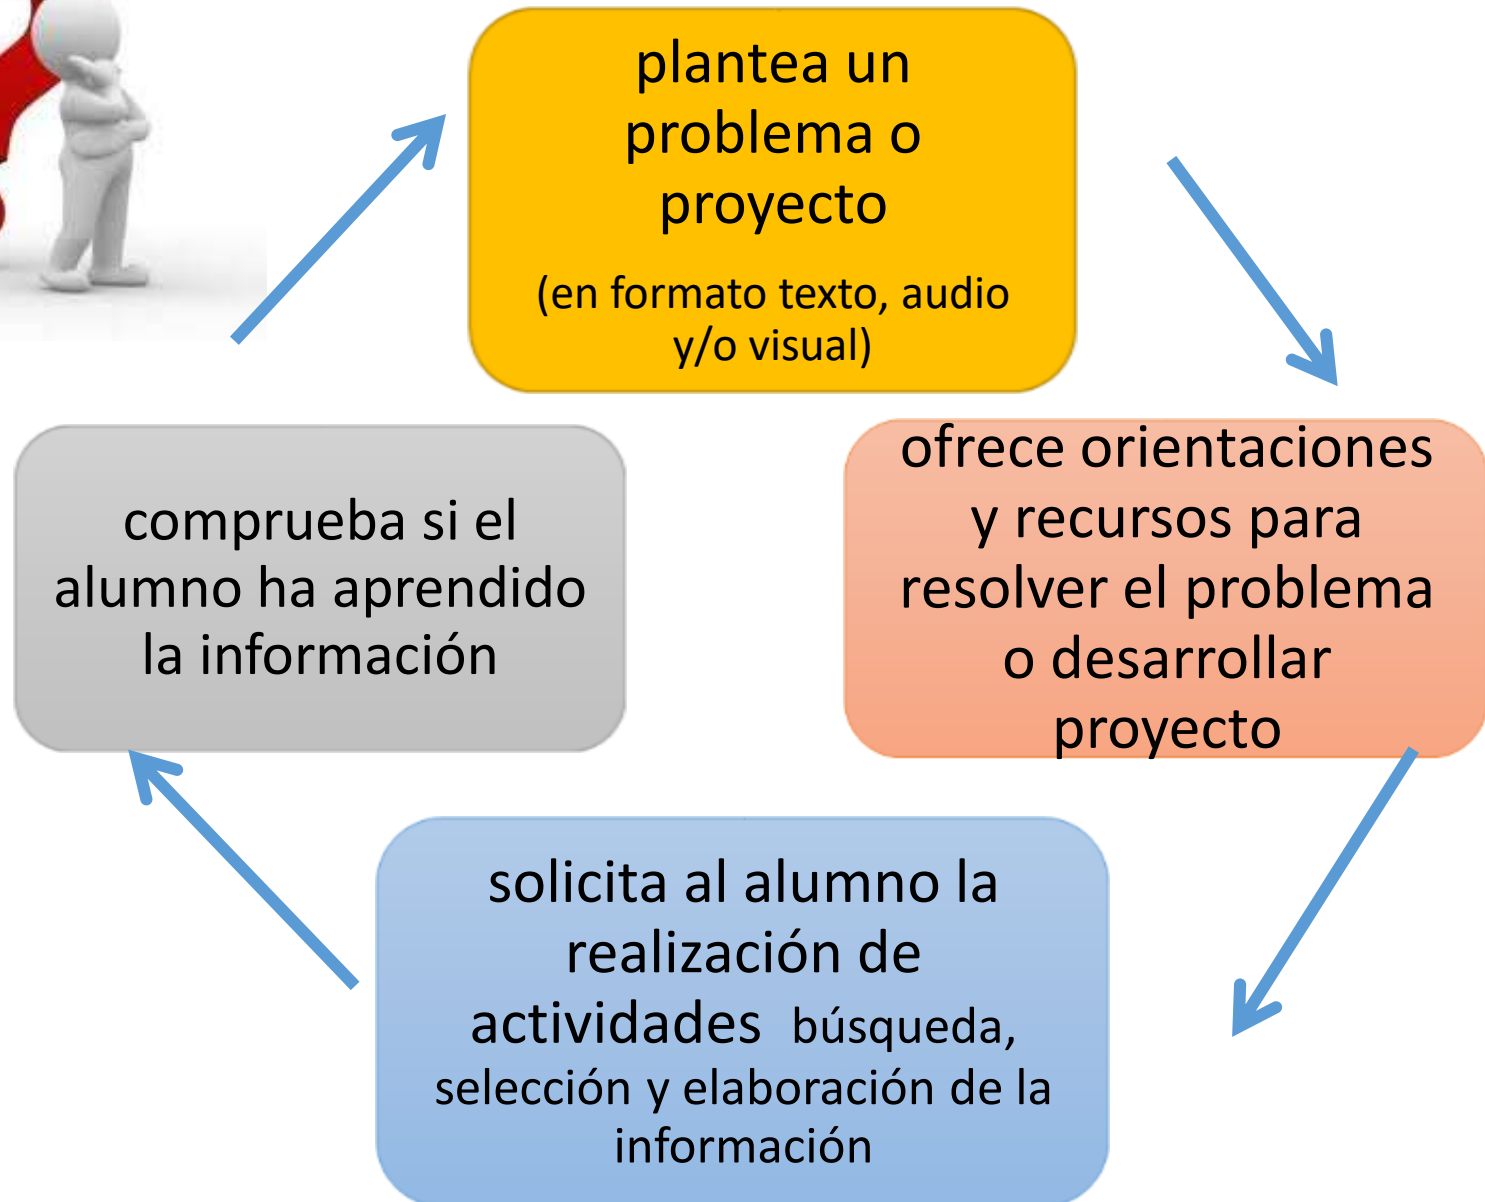 plantea un
problema o
proyecto
(en formato texto, audio
y/o visual)
ofrece orientaciones
y recursos para
resolver el problema
o desarrollar
proyecto
solicita al alumno la
realización de
actividades búsqueda,
selección y elaboración de la
información
comprueba si el
alumno ha aprendido
la información